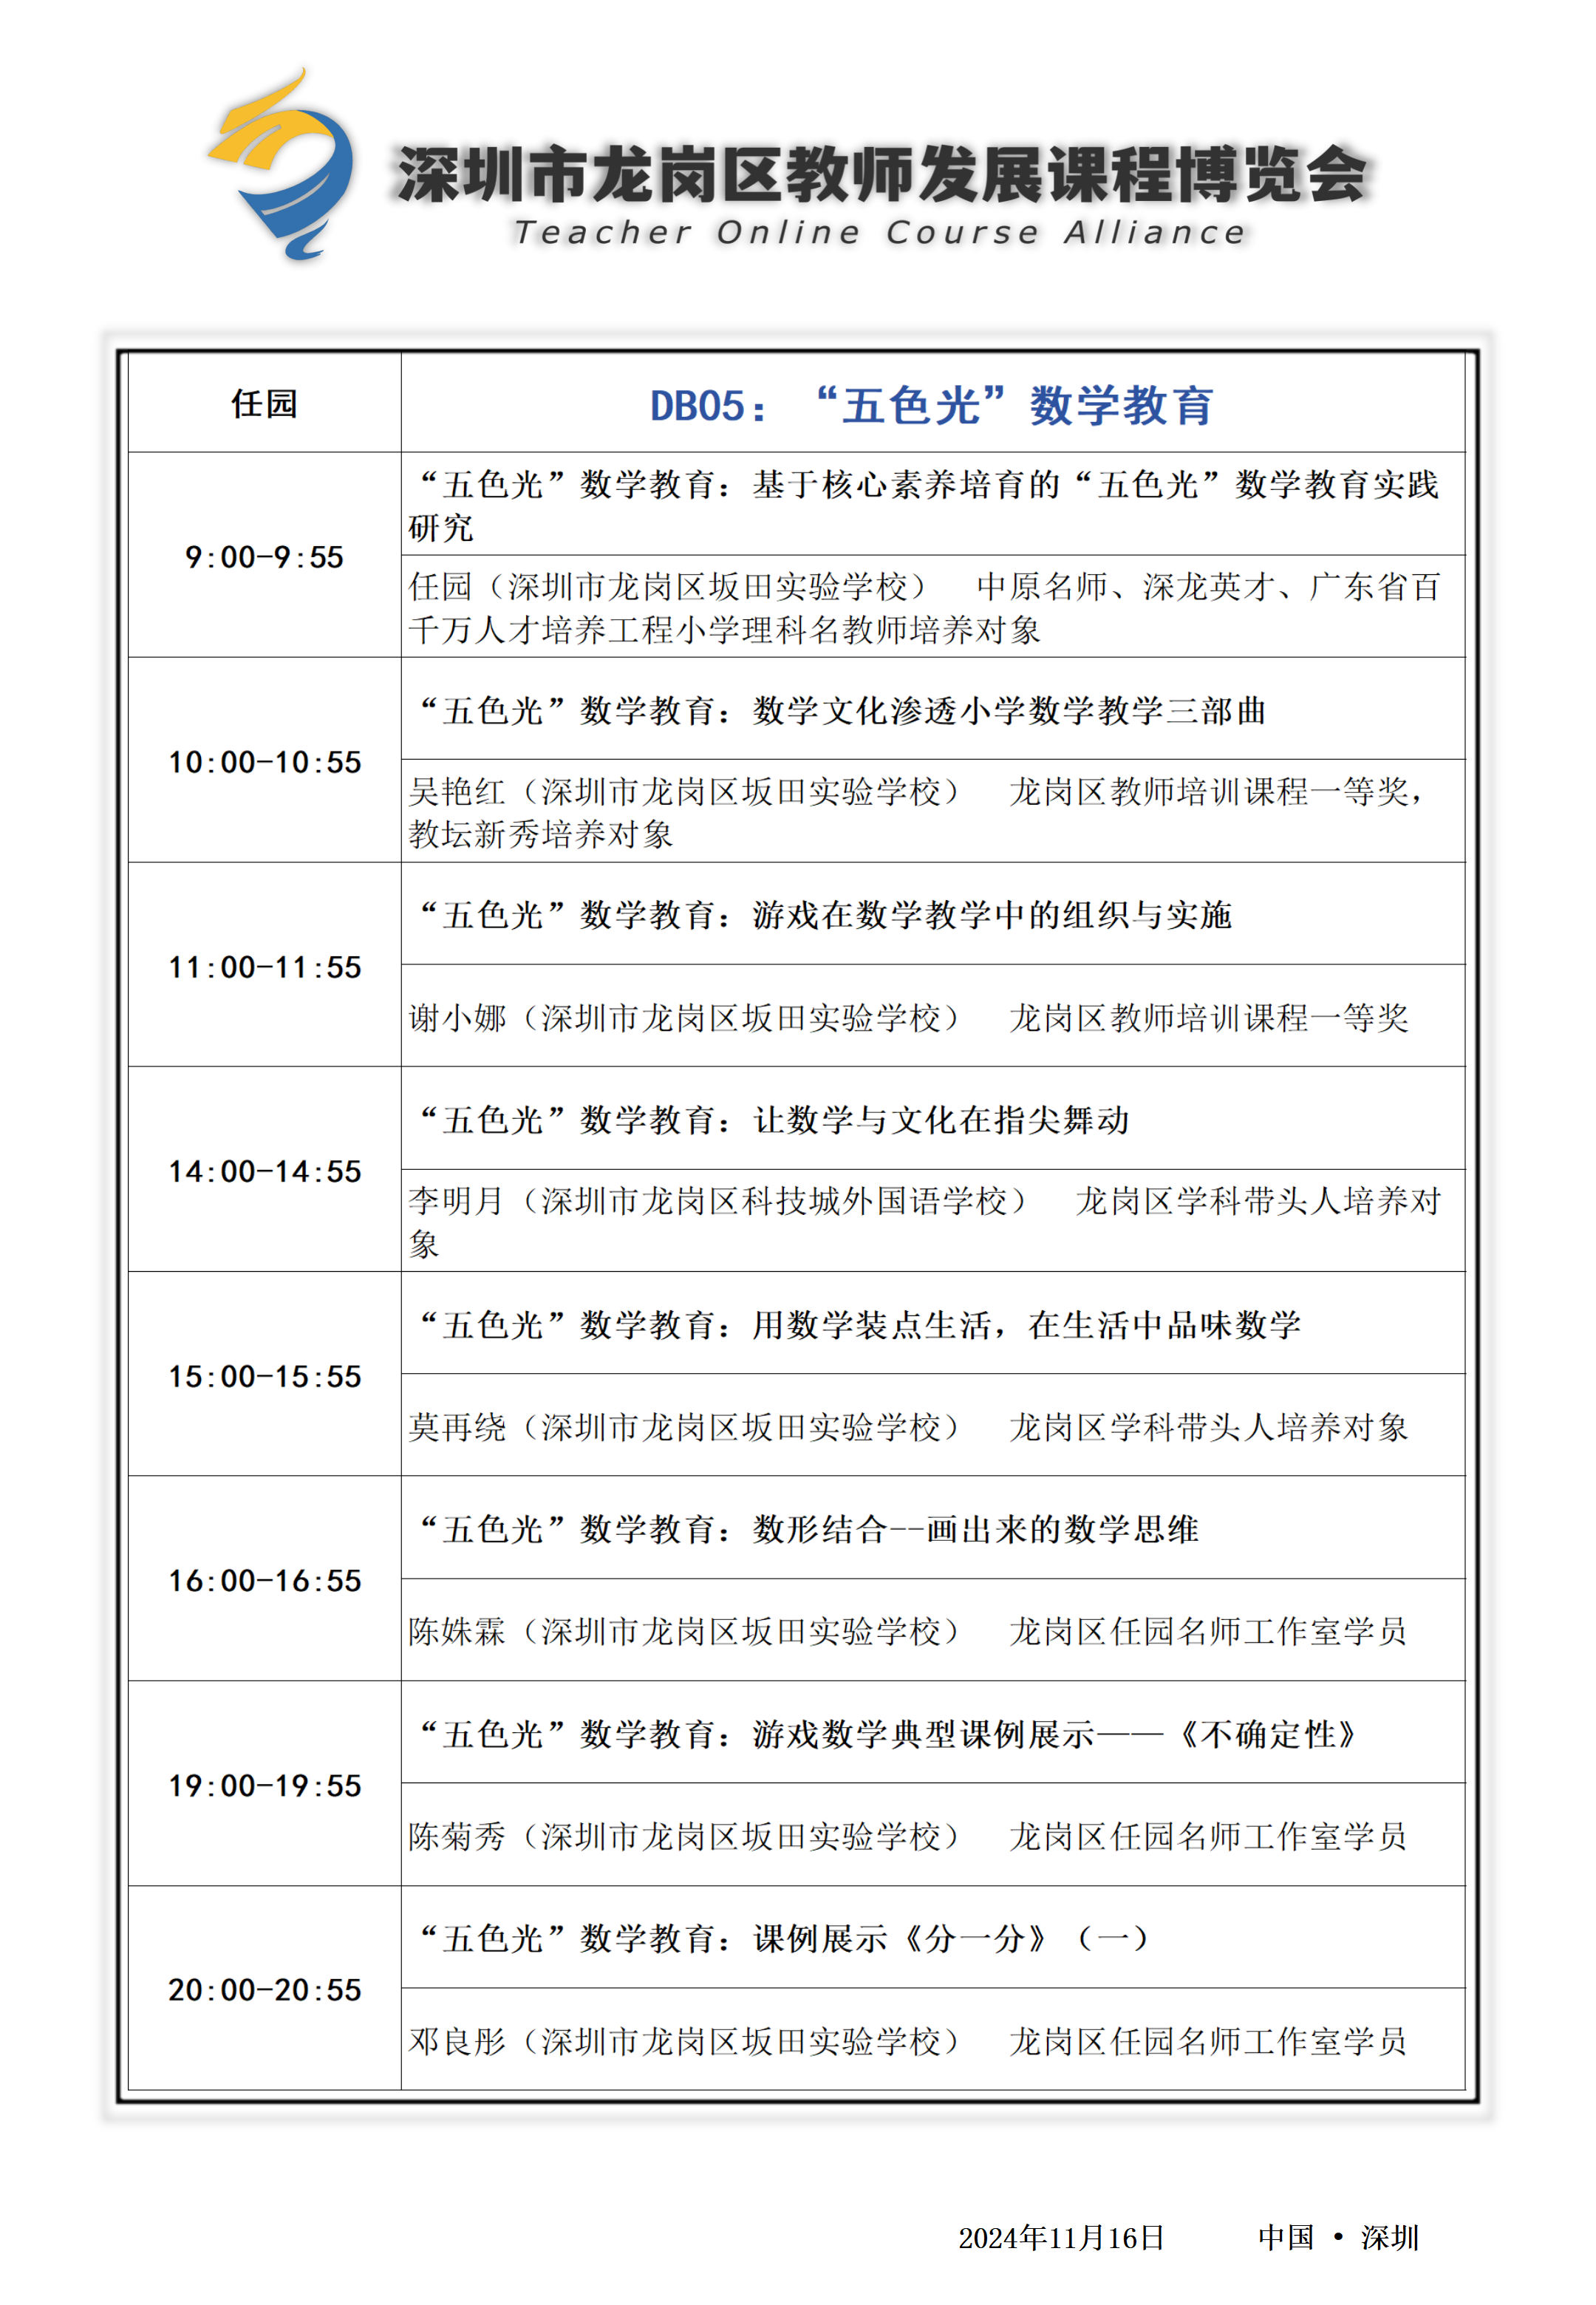 深圳市龙岗区教师发展课程博览会
Teacher Online Course Alliance
任园
DB05：“五色光”数学教育
9:00-9:55
“五色光”数学教育：基于核心素养培育的“五色光”数学教育实践
研究
任园（深圳市龙岗区坂田实验学校） 中原名师、深龙英才、广东省百
千万人才培养工程小学理科名教师培养对象
10:00-10:55
“五色光”数学教育：数学文化渗透小学数学教学三部曲
吴艳红（深圳市龙岗区坂田实验学校） 龙岗区教师培训课程一等奖，
教坛新秀培养对象
11:00-11:55
“五色光”数学教育：游戏在数学教学中的组织与实施
谢小娜（深圳市龙岗区坂田实验学校） 龙岗区教师培训课程一等奖
14:00-14:55
“五色光”数学教育：让数学与文化在指尖舞动
李明月（深圳市龙岗区科技城外国语学校） 龙岗区学科带头人培养对
象
15:00-15:55
“五色光”数学教育：用数学装点生活，在生活中品味数学
莫再绕（深圳市龙岗区坂田实验学校） 龙岗区学科带头人培养对象
16:00-16:55
“五色光”数学教育：数形结合--画出来的数学思维
陈姝霖（深圳市龙岗区坂田实验学校） 龙岗区任园名师工作室学员
19:00-19:55
“五色光”数学教育：游戏数学典型课例展示——《不确定性》
陈菊秀（深圳市龙岗区坂田实验学校） 龙岗区任园名师工作室学员
20:00-20:55
“五色光”数学教育：课例展示《分一分》（一）
邓良彤（深圳市龙岗区坂田实验学校） 龙岗区任园名师工作室学员
2024年11月16日 中国 • 深圳